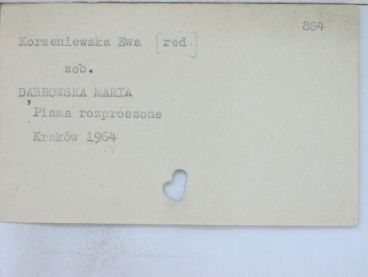 884
Korzeniewska Ewa [red]
zob.
DĄBROWSKA MARIA
Pisma rozproszone
Kraków 1964